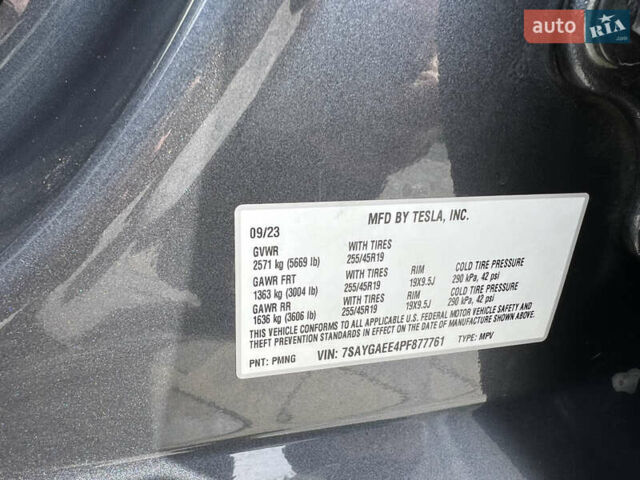 auto RIA.com
MFD BY TESLA, INC.
09/23
GVWR WITH TIRES
2571 kg (5669 lb) 255/45R19
GAWR FRT WITH TIRES RIM COLD TIRE PRESSURE
1363 kg (3004 lb) 255/45R19 19X9.5J 290 kPa, 42 psi
GAWR RR WITH TIRES RIM COLD TIRE PRESSURE
1636 kg (3606 lb) 255/45R19 19X9.5J 290 kPa, 42 psi
THIS VEHICLE CONFORMS TO ALL APPLICABLE U.S. FEDERAL MOTOR VEHICLE SAFETY AND
THEFT PREVENTION STANDARDS IN EFFECT ON THE DATE OF MANUFACTURE SHOWN ABOVE.
PNT: PMNG VIN: 7SAYGAEE4PF877761 TYPE: MPV